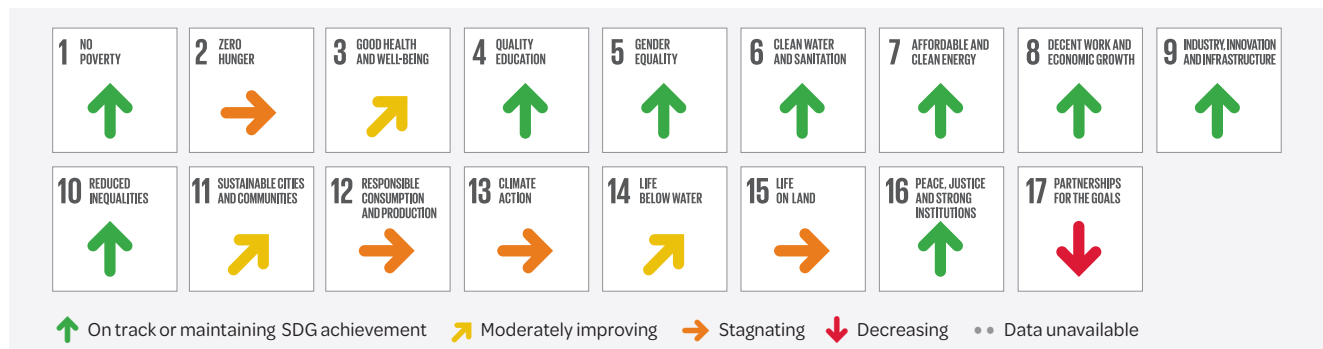 1 NO
POVERTY
2 ZERO
HUNGER
3 GOOD HEALTH
AND WELL-BEING
4 QUALITY
EDUCATION
5 GENDER
EQUALITY
6 CLEAN WATER
AND SANITATION
7 AFFORDABLE AND
CLEAN ENERGY
8 DECENT WORK AND
ECONOMIC GROWTH
9 INDUSTRY, INNOVATION
AND INFRASTRUCTURE
10 REDUCED
INEQUALITIES
11 SUSTAINABLE CITIES
AND COMMUNITIES
12 RESPONSIBLE
CONSUMPTION
AND PRODUCTION
13 CLIMATE
ACTION
14 LIFE
BELOW WATER
15 LIFE
ON LAND
16 PEACE, JUSTICE
AND STRONG
INSTITUTIONS
17 PARTNERSHIPS
FOR THE GOALS
On track or maintaining SDG achievement Moderately improving Stagnating Decreasing Data unavailable